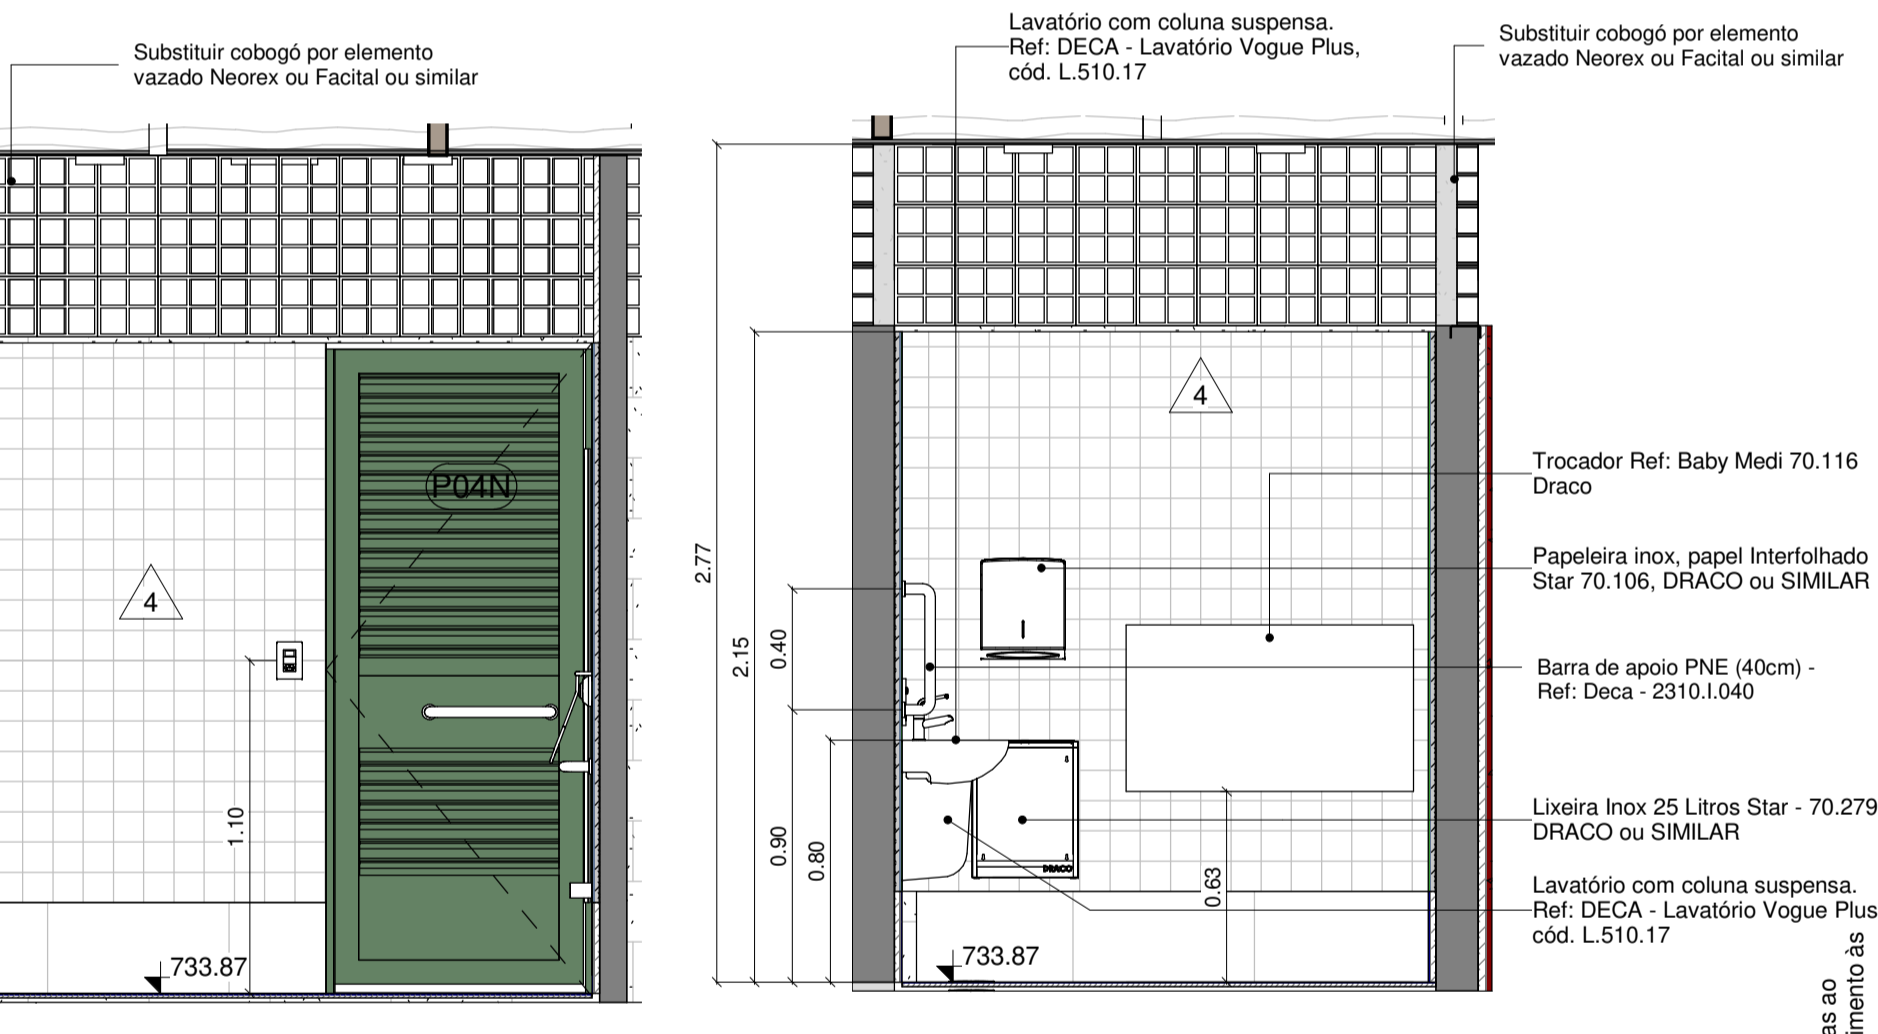 Substituir cobogó por elemento
vazado Neorex ou Facital ou similar
P04N
4
1.10
733.87
Lavatório com coluna suspensa.
Ref: DECA - Lavatório Vogue Plus,
cód. L.510.17
Substituir cobogó por elemento
vazado Neorex ou Facital ou similar
4
2.77
2.15
0.40
0.90
0.80
0.63
DRACO
733.87
Trocador Ref: Baby Medi 70.116
Draco
Papeleira inox, papel Interfolhado
Star 70.106, DRACO ou SIMILAR
Barra de apoio PNE (40cm) -
Ref: Deca - 2310.I.040
Lixeira Inox 25 Litros Star - 70.279
DRACO ou SIMILAR
Lavatório com coluna suspensa.
Ref: DECA - Lavatório Vogue Plus
cód. L.510.17
as ao
imento às